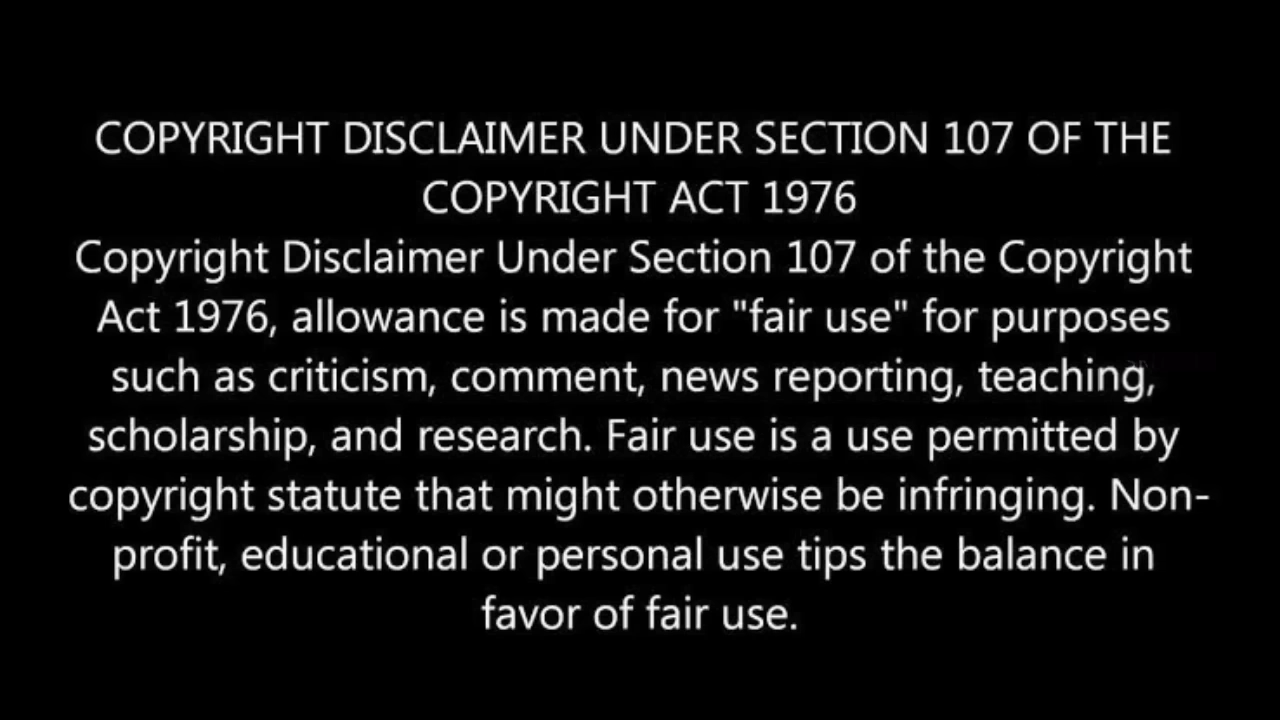 COPYRIGHT DISCLAIMER UNDER SECTION 107 OF THE
COPYRIGHT ACT 1976
Copyright Disclaimer Under Section 107 of the Copyright
Act 1976, allowance is made for "fair use" for purposes
such as criticism, comment, news reporting, teaching,
scholarship, and research. Fair use is a use permitted by
copyright statute that might otherwise be infringing. Non-
profit, educational or personal use tips the balance in
favor of fair use.